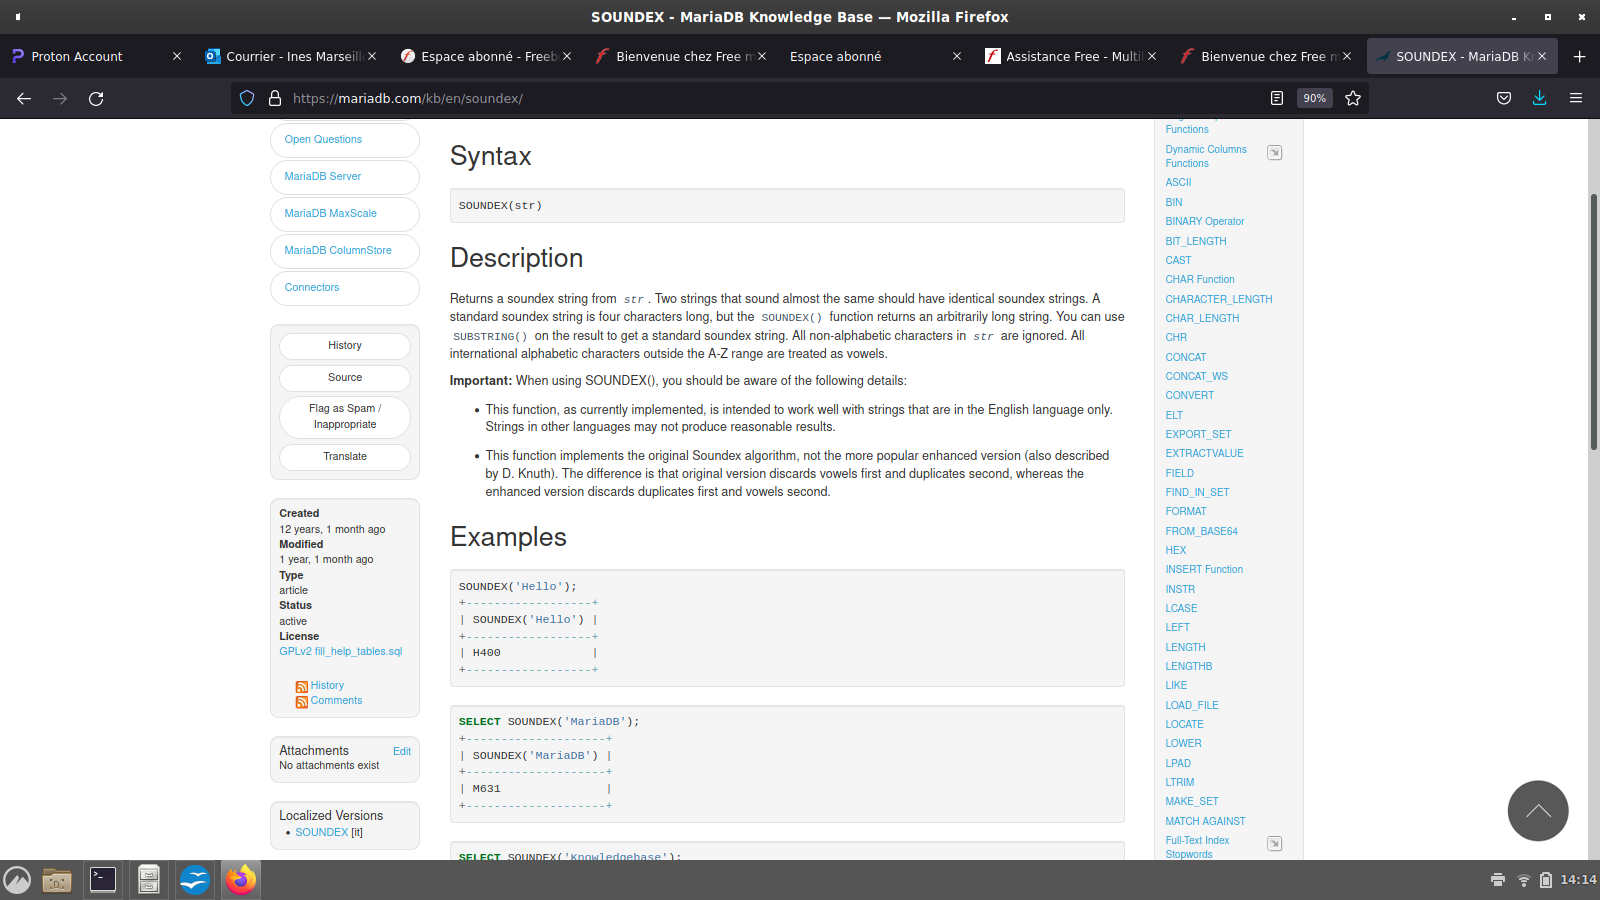 SOUNDEX - MariaDB Knowledge Base — Mozilla Firefox
Proton Account
Courrier - Ines Marseill
Espace abonné - Freeb
Bienvenue chez Free m
Espace abonné
Assistance Free - Multil
Bienvenue chez Free m
SOUNDEX - MariaDB Kn
https://mariadb.com/kb/en/soundex/
90%
Open Questions
MariaDB Server
MariaDB MaxScale
MariaDB ColumnStore
Connectors
History
Source
Flag as Spam /
Inappropriate
Translate
Created
12 years, 1 month ago
Modified
1 year, 1 month ago
Type
article
Status
active
License
GPLv2 fill_help_tables.sql
History
Comments
Attachments Edit
No attachments exist
Localized Versions
• SOUNDEX [it]
Syntax
SOUNDEX(str)
Description
Returns a soundex string from str . Two strings that sound almost the same should have identical soundex strings. A
standard soundex string is four characters long, but the SOUNDEX() function returns an arbitrarily long string. You can use
SUBSTRING() on the result to get a standard soundex string. All non-alphabetic characters in str are ignored. All
international alphabetic characters outside the A-Z range are treated as vowels.
Important: When using SOUNDEX(), you should be aware of the following details:
• This function, as currently implemented, is intended to work well with strings that are in the English language only.
Strings in other languages may not produce reasonable results.
• This function implements the original Soundex algorithm, not the more popular enhanced version (also described
by D. Knuth). The difference is that original version discards vowels first and duplicates second, whereas the
enhanced version discards duplicates first and vowels second.
Examples
SOUNDEX('Hello');
+------------------+
| SOUNDEX('Hello') |
+------------------+
| H400             |
+------------------+
SELECT SOUNDEX('MariaDB');
+--------------------+
| SOUNDEX('MariaDB') |
+--------------------+
| M631               |
+--------------------+
SELECT SOUNDEX('Knowledgebase');
Functions
Dynamic Columns
Functions
ASCII
BIN
BINARY Operator
BIT_LENGTH
CAST
CHAR Function
CHARACTER_LENGTH
CHAR_LENGTH
CHR
CONCAT
CONCAT_WS
CONVERT
ELT
EXPORT_SET
EXTRACTVALUE
FIELD
FIND_IN_SET
FORMAT
FROM_BASE64
HEX
INSERT Function
INSTR
LCASE
LEFT
LENGTH
LENGTHB
LIKE
LOAD_FILE
LOCATE
LOWER
LPAD
LTRIM
MAKE_SET
MATCH AGAINST
Full-Text Index
Stopwords
14:14